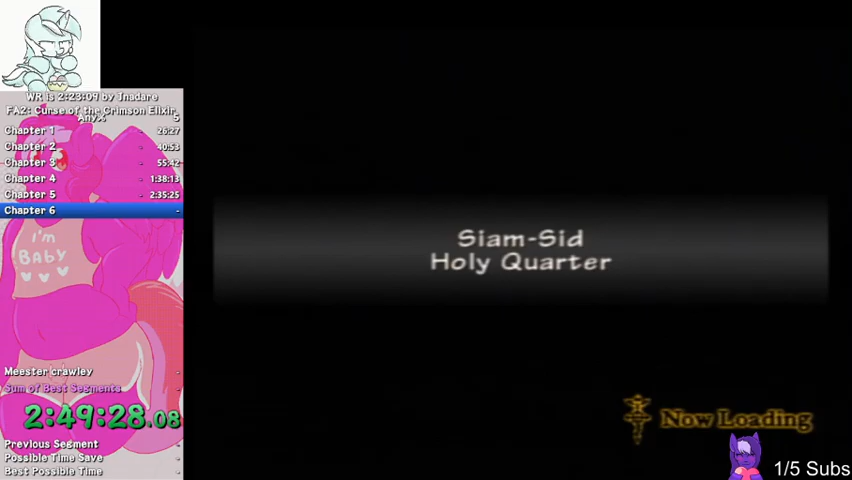 WR is 2:23:09 by Inadare
FA2: Curse of the Crimson Elixir
Any% 5
Chapter 1 - 26:27
Chapter 2 - 40:53
Chapter 3 - 55:42
Chapter 4 - 1:38:13
Chapter 5 - 2:35:25
Chapter 6 -
I'm
BABY
Meester crawley -
Sum of Best Segments -
2:49:28.08
Previous Segment -
Possible Time Save -
Best Possible Time -
Siam-Sid
Holy Quarter
Now Loading
1/5 Subs